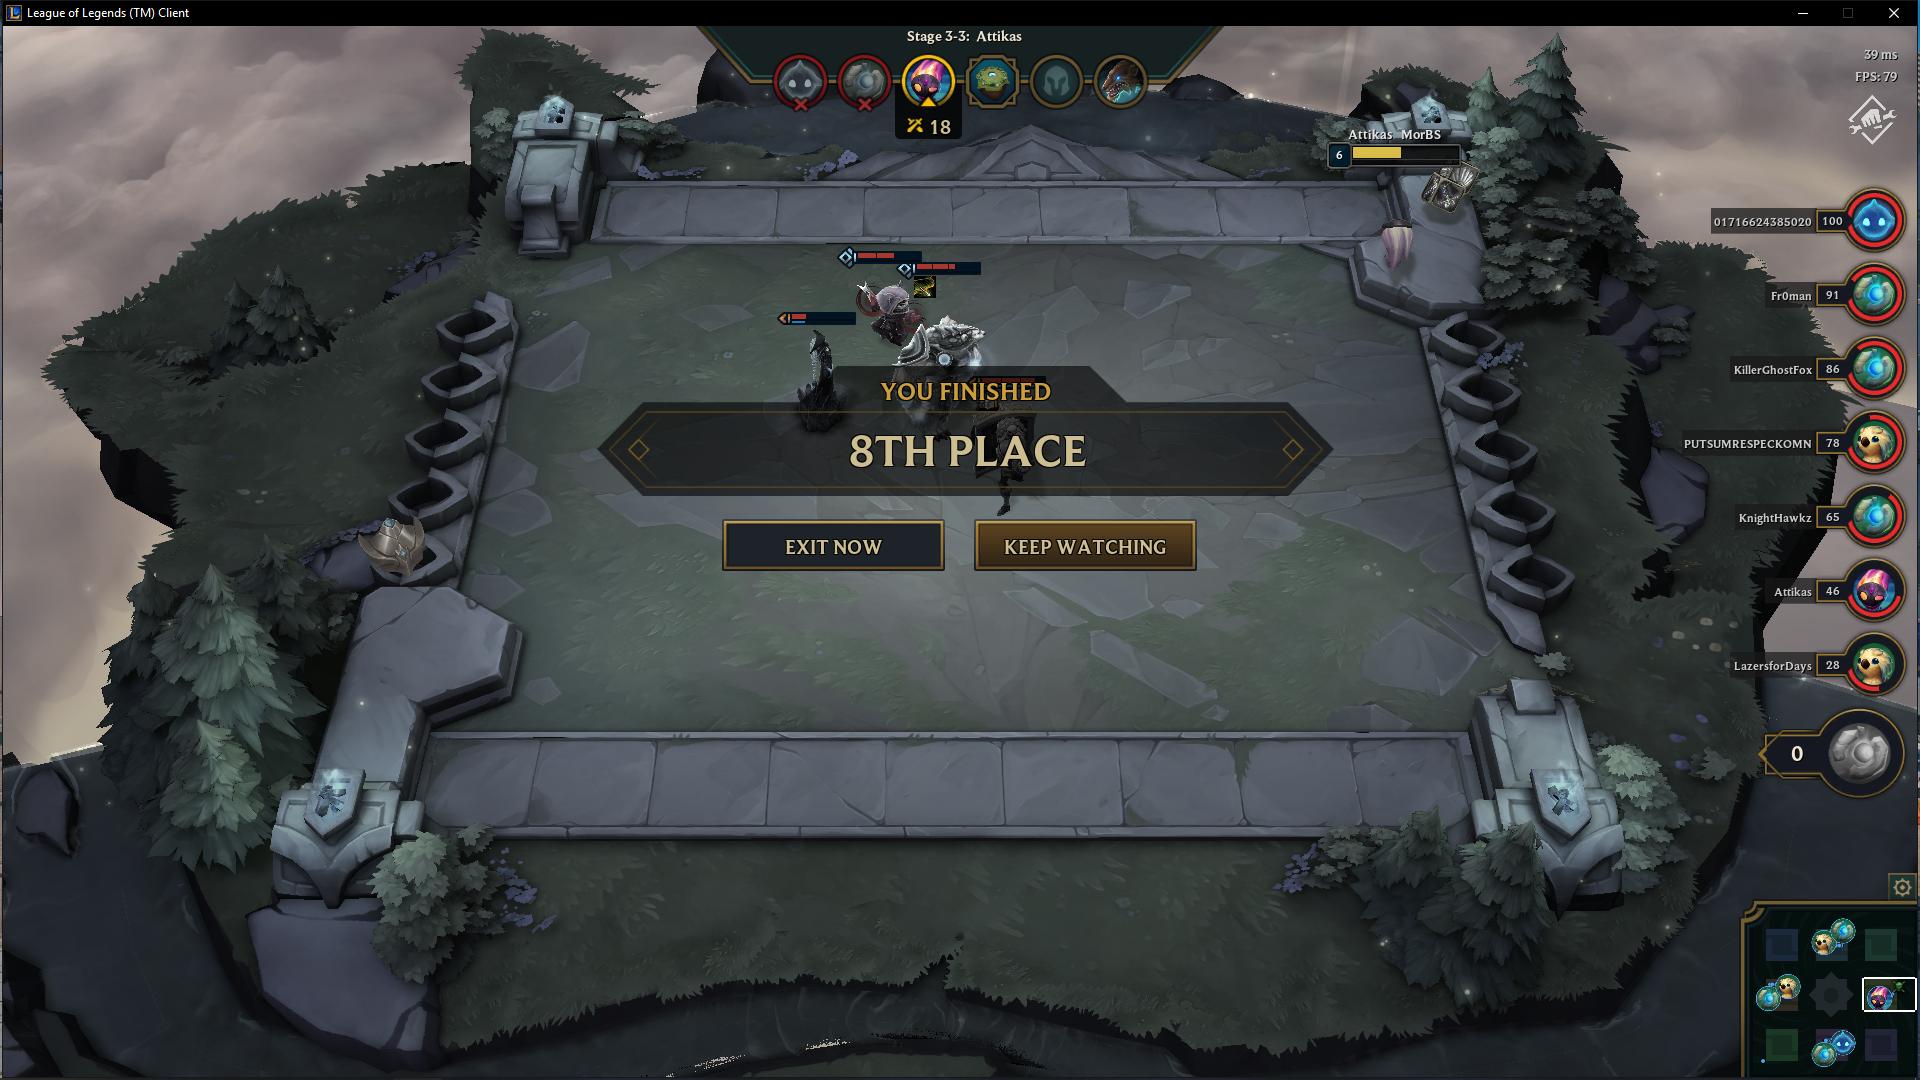 League of Legends (TM) Client
Stage 3-3: Attikas
18
39 ms
FPS: 79
Attikas MorBS
6
01716624385020 100
Fr0man 91
KillerGhostFox 86
PUTSUMRESPECKOMN 78
KnightHawkz 65
Attikas 46
LazersforDays 28
0
YOU FINISHED
8TH PLACE
EXIT NOW
KEEP WATCHING